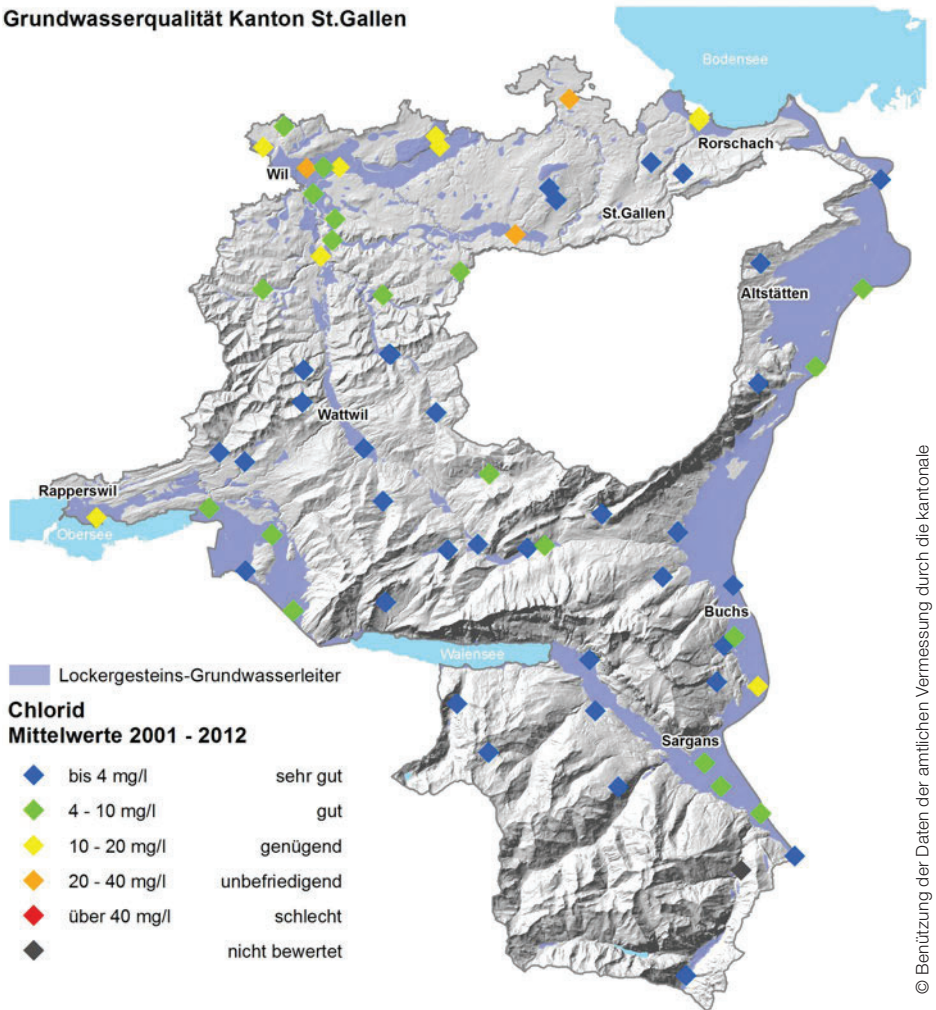 Grundwasserqualität Kanton St.Gallen
Bodensee
Rorschach
Wil
St.Gallen
Altstätten
Wattwil
Rapperswil
Obersee
Buchs
Walensee
Lockergesteins-Grundwasserleiter
Chlorid
Mittelwerte 2001 - 2012
Sargans
bis 4 mg/l sehr gut
4 - 10 mg/l gut
10 - 20 mg/l genügend
20 - 40 mg/l unbefriedigend
über 40 mg/l schlecht
nicht bewertet
© Benützung der Daten der amtlichen Vermessung durch die kantonale